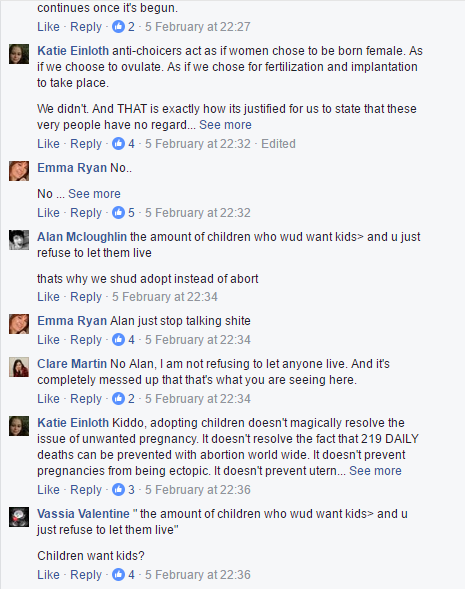 continues once it's begun.
Like · Reply · 2 · 5 February at 22:27
Katie Einloth anti-choicers act as if women chose to be born female. As
if we choose to ovulate. As if we chose for fertilization and implantation
to take place.
We didn't. And THAT is exactly how its justified for us to state that these
very people have no regard... See more
Like · Reply · 4 · 5 February at 22:32 · Edited
Emma Ryan No..
No ... See more
Like · Reply · 5 · 5 February at 22:32
Alan Mcloughlin the amount of children who wud want kids> and u just
refuse to let them live
thats why we shud adopt instead of abort
Like · Reply · 5 February at 22:34
Emma Ryan Alan just stop talking shite
Like · Reply · 4 · 5 February at 22:34
Clare Martin No Alan, I am not refusing to let anyone live. And it's
completely messed up that that's what you are seeing here.
Like · Reply · 2 · 5 February at 22:34
Katie Einloth Kiddo, adopting children doesn't magically resolve the
issue of unwanted pregnancy. It doesn't resolve the fact that 219 DAILY
deaths can be prevented with abortion world wide. It doesn't prevent
pregnancies from being ectopic. It doesn't prevent utern... See more
Like · Reply · 3 · 5 February at 22:36
Vassia Valentine " the amount of children who wud want kids> and u
just refuse to let them live"
Children want kids?
Like · Reply · 4 · 5 February at 22:36